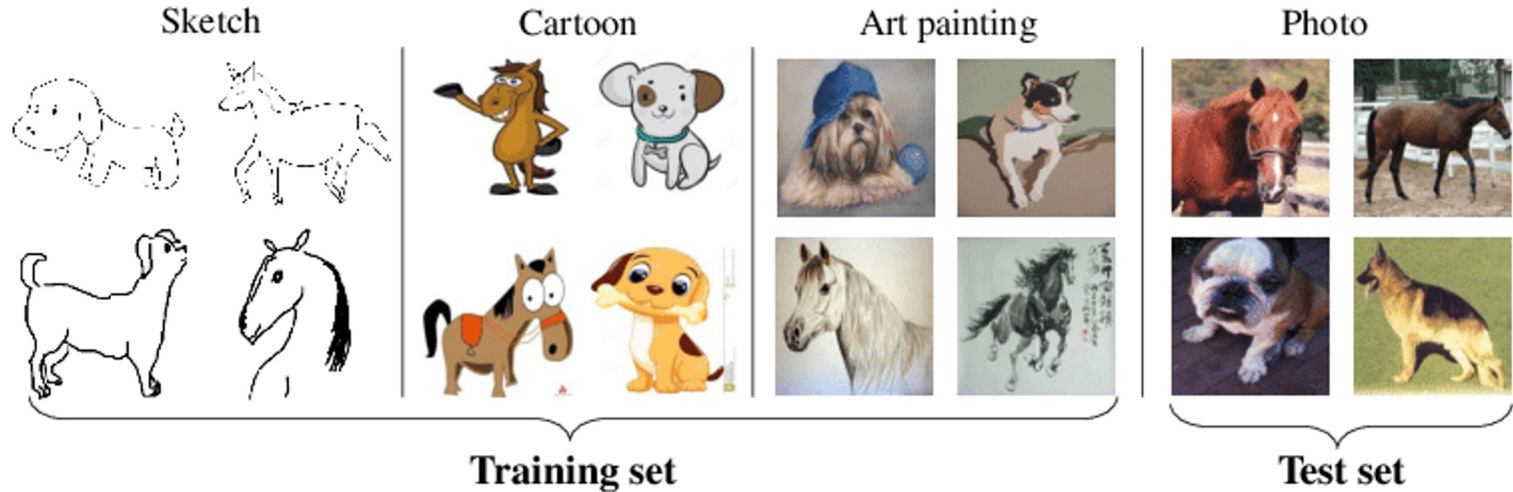 Sketch
Cartoon
Art painting
Photo
Training set
Test set